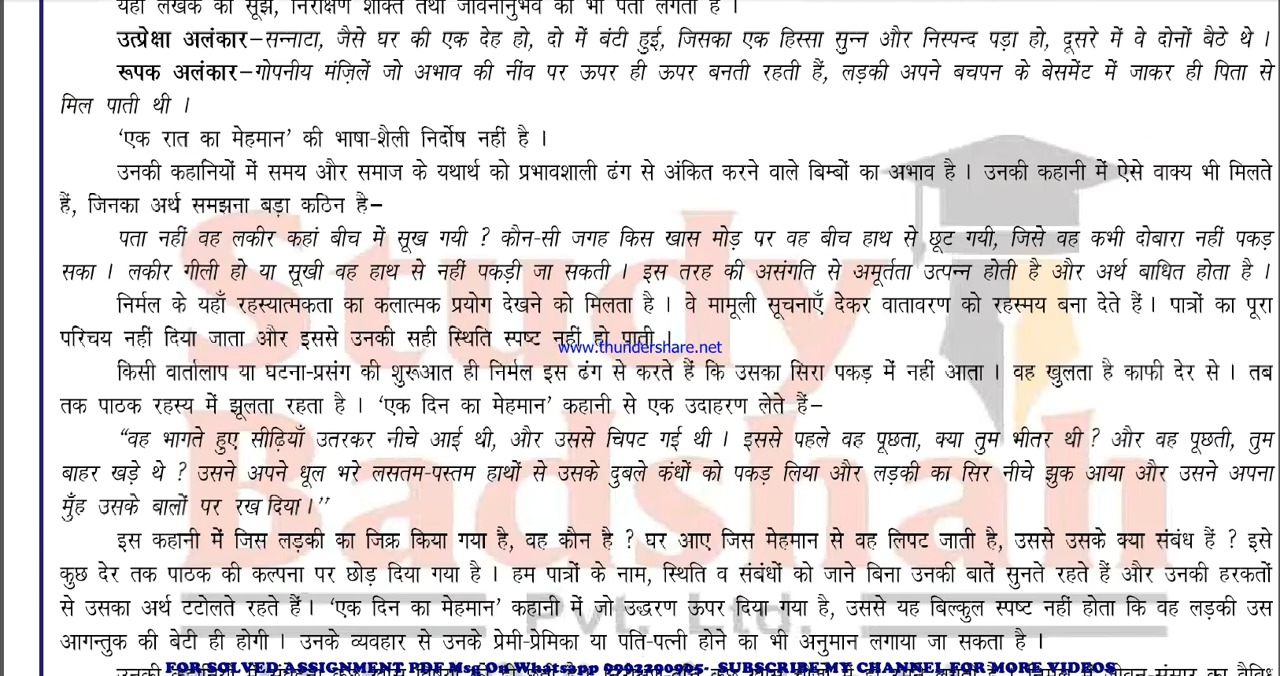 यहाँ लेखक की सूझ, निरीक्षण शक्ति तथा जीवनानुभव का भी पता लगता है ।
उत्प्रेक्षा अलंकार–सन्नाटा, जैसे घर की एक देह हो, दो में बंटी हुई, जिसका एक हिस्सा सुन्न और निस्पन्द पड़ा हो, दूसरे में वे दोनों बैठे थे ।
रूपक अलंकार–गोपनीय मंज़िलें जो अभाव की नींव पर ऊपर ही ऊपर बनती रहती हैं, लड़की अपने बचपन के बेसमेंट में जाकर ही पिता से
मिल पाती थी ।
‘एक रात का मेहमान’ की भाषा-शैली निर्दोष नहीं है ।
उनकी कहानियों में समय और समाज के यथार्थ को प्रभावशाली ढंग से अंकित करने वाले बिम्बों का अभाव है । उनकी कहानी में ऐसे वाक्य भी मिलते
हैं, जिनका अर्थ समझना बड़ा कठिन है–
पता नहीं वह लकीर कहां बीच में सूख गयी ? कौन-सी जगह किस खास मोड़ पर वह बीच हाथ से छूट गयी, जिसे वह कभी दोबारा नहीं पकड़
सका । लकीर गीली हो या सूखी वह हाथ से नहीं पकड़ी जा सकती । इस तरह की असंगति से अमूर्तता उत्पन्न होती है और अर्थ बाधित होता है ।
निर्मल के यहाँ रहस्यात्मकता का कलात्मक प्रयोग देखने को मिलता है । वे मामूली सूचनाएँ देकर वातावरण को रहस्मय बना देते हैं । पात्रों का पूरा
परिचय नहीं दिया जाता और इससे उनकी सही स्थिति स्पष्ट नहीं हो पाती ।
www.thundershare.net
किसी वार्तालाप या घटना-प्रसंग की शुरूआत ही निर्मल इस ढंग से करते हैं कि उसका सिरा पकड़ में नहीं आता । वह खुलता है काफी देर से । तब
तक पाठक रहस्य में झूलता रहता है । ‘एक दिन का मेहमान’ कहानी से एक उदाहरण लेते हैं–
“वह भागते हुए सीढ़ियाँ उतरकर नीचे आई थी, और उससे चिपट गई थी । इससे पहले वह पूछता, क्या तुम भीतर थी ? और वह पूछती, तुम
बाहर खड़े थे ? उसने अपने धूल भरे लसतम-पस्तम हाथों से उसके दुबले कंधों को पकड़ लिया और लड़की का सिर नीचे झुक आया और उसने अपना
मुँह उसके बालों पर रख दिया ।”
इस कहानी में जिस लड़की का जिक्र किया गया है, वह कौन है ? घर आए जिस मेहमान से वह लिपट जाती है, उससे उसके क्या संबंध हैं ? इसे
कुछ देर तक पाठक की कल्पना पर छोड़ दिया गया है । हम पात्रों के नाम, स्थिति व संबंधों को जाने बिना उनकी बातें सुनते रहते हैं और उनकी हरकतों
से उसका अर्थ टटोलते रहते हैं । ‘एक दिन का मेहमान’ कहानी में जो उद्धरण ऊपर दिया गया है, उससे यह बिल्कुल स्पष्ट नहीं होता कि वह लड़की उस
आगन्तुक की बेटी ही होगी । उनके व्यवहार से उनके प्रेमी-प्रेमिका या पति-पत्नी होने का भी अनुमान लगाया जा सकता है ।
FOR SOLVED ASSIGNMENT PDF Msg On Whatsapp 9992290905- SUBSCRIBE MY CHANNEL FOR MORE VIDEOS
Study
Badshah
Pvt. Ltd.